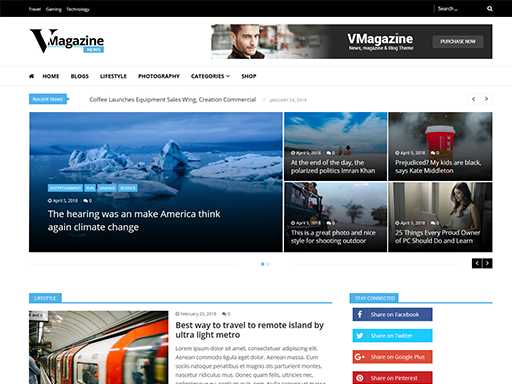 Travel Gaming Technology
Search ...
VMagazine
NEWS
VMagazine
News, magazine & Blog Theme
PURCHASE NOW
HOME BLOGS LIFESTYLE PHOTOGRAPHY CATEGORIES SHOP
Recent News
Coffee Launches Equipment Sales Wing, Creation Commercial
JANUARY 24, 2018
ENTERTAINMENT FUN GAMING SCIENCE
April 5, 2018 0
The hearing was an make America think
again climate change
April 5, 2018 0
At the end of the day, the
polarized politics Imran Khan
April 5, 2018 0
Prejudiced? My kids are black,
says Kate Middleton
April 5, 2018 0
This is a great photo and nice
style for shooting outdoor
April 5, 2018 0
25 Things Every Proud Owner
of PC Should Do and Learn
LIFESTYLE
February 25, 2018 0
Best way to travel to remote island by
ultra light metro
Lorem ipsum dolor sit amet, consectetuer adipiscing elit.
Aenean commodo ligula eget dolor. Aenean massa. Cum
sociis natoque penatibus et magnis dis parturient montes,
nascetur ridiculus mus. Donec quam felis, ultricies nec,
STAY CONNECTED
Share on Facebook
Share on Twitter
Share on Google Plus
Share on Pinterest